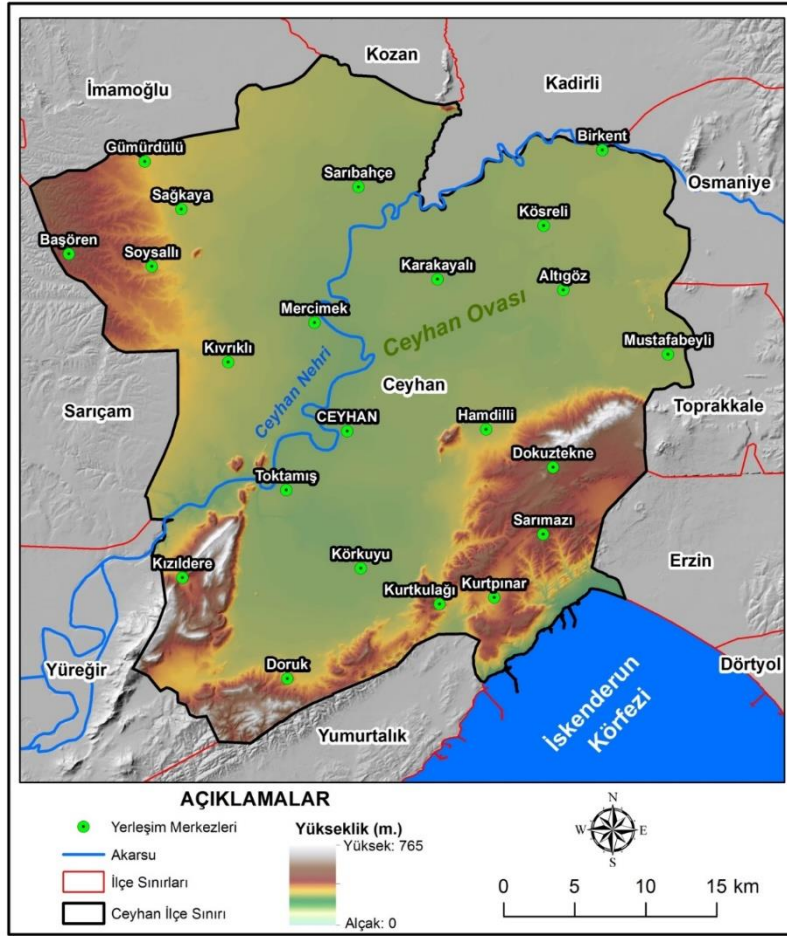 Kozan
İmamoğlu
Kadirli
Gümürdülü
Birkent
Sarıbahçe
Osmaniye
Sağkaya
Kösreli
Başören
Soysallı
Karakayalı
Altıgöz
Mercimek
Ceyhan Ovası
Mustafabeyli
Kıvrıklı
Ceyhan Nehri
Ceyhan
Sarıçam
Toprakkale
CEYHAN
Hamdilli
Dokuztekne
Toktamış
Sarımazı
Kızıldere
Körkuyu
Erzin
Kurtkulağı
Kurtpınar
Yüreğir
Doruk
Dörtyol
İskenderun
Körfezi
Yumurtalık
AÇIKLAMALAR
Yerleşim Merkezleri
Akarsu
İlçe Sınırları
Ceyhan İlçe Sınırı
Yükseklik (m.)
Yüksek: 765
Alçak: 0
N
W E
S
0 5 10 15 km